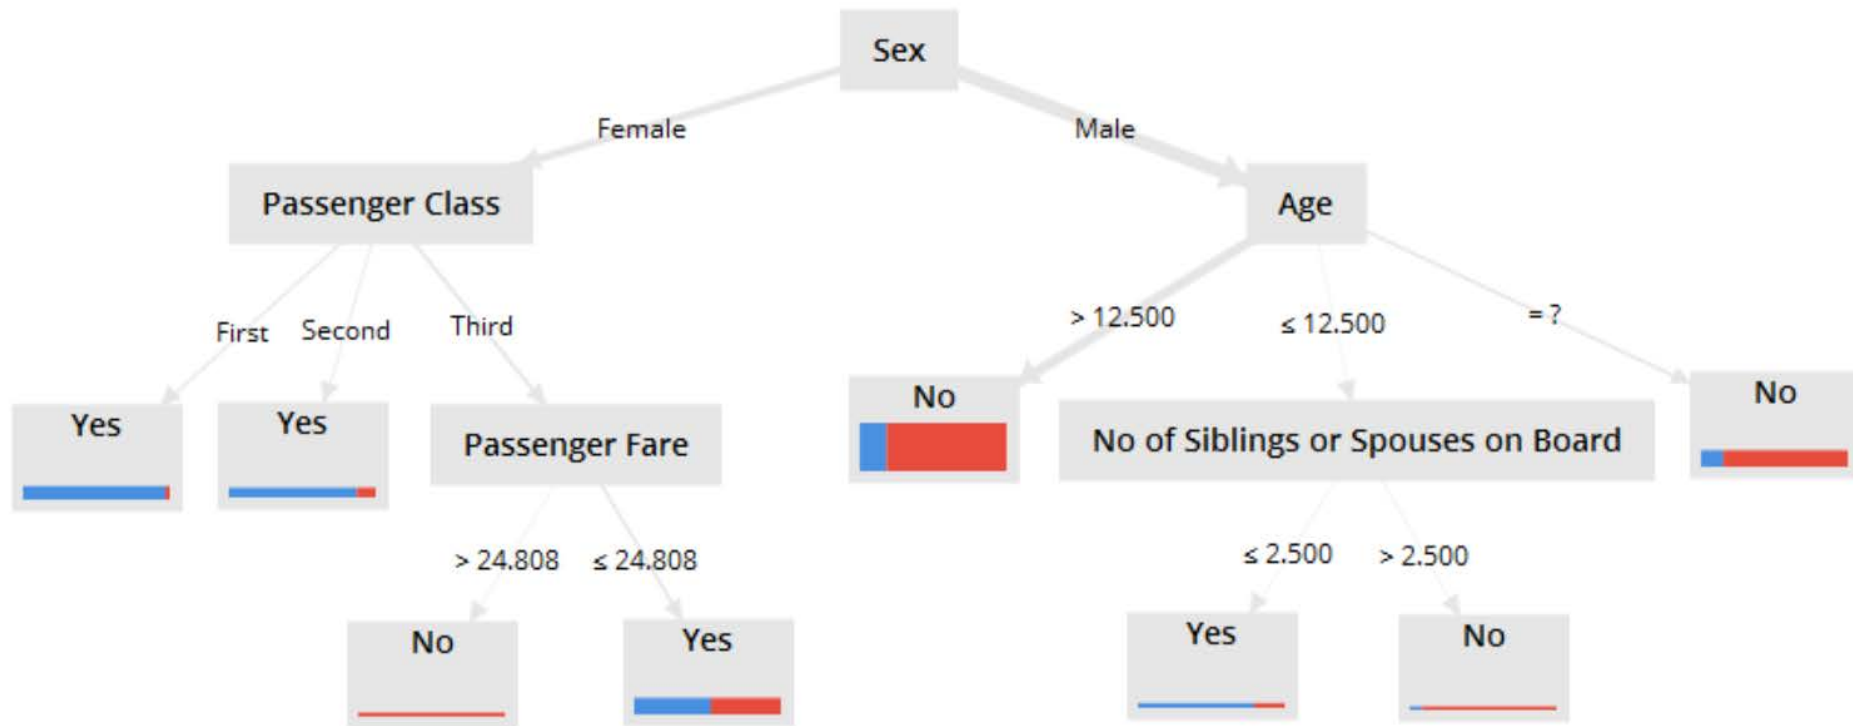 Sex
Female
Male
Passenger Class
Age
First
Second
Third
> 12.500
≤ 12.500
= ?
Yes
Yes
Passenger Fare
No
No of Siblings or Spouses on Board
No
> 24.808
≤ 24.808
≤ 2.500
> 2.500
No
Yes
Yes
No